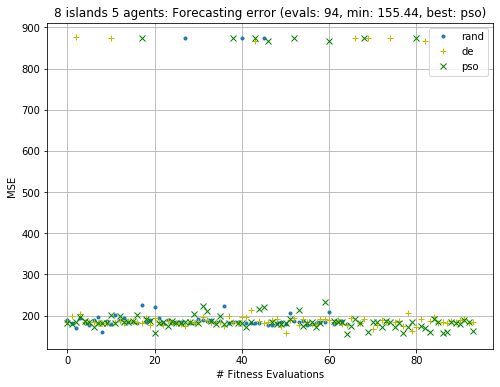 8 islands 5 agents: Forecasting error (evals: 94, min: 155.44, best: pso)
900
800
700
600
500
400
300
200
MSE
rand
de
pso
0
20
40
60
80
# Fitness Evaluations